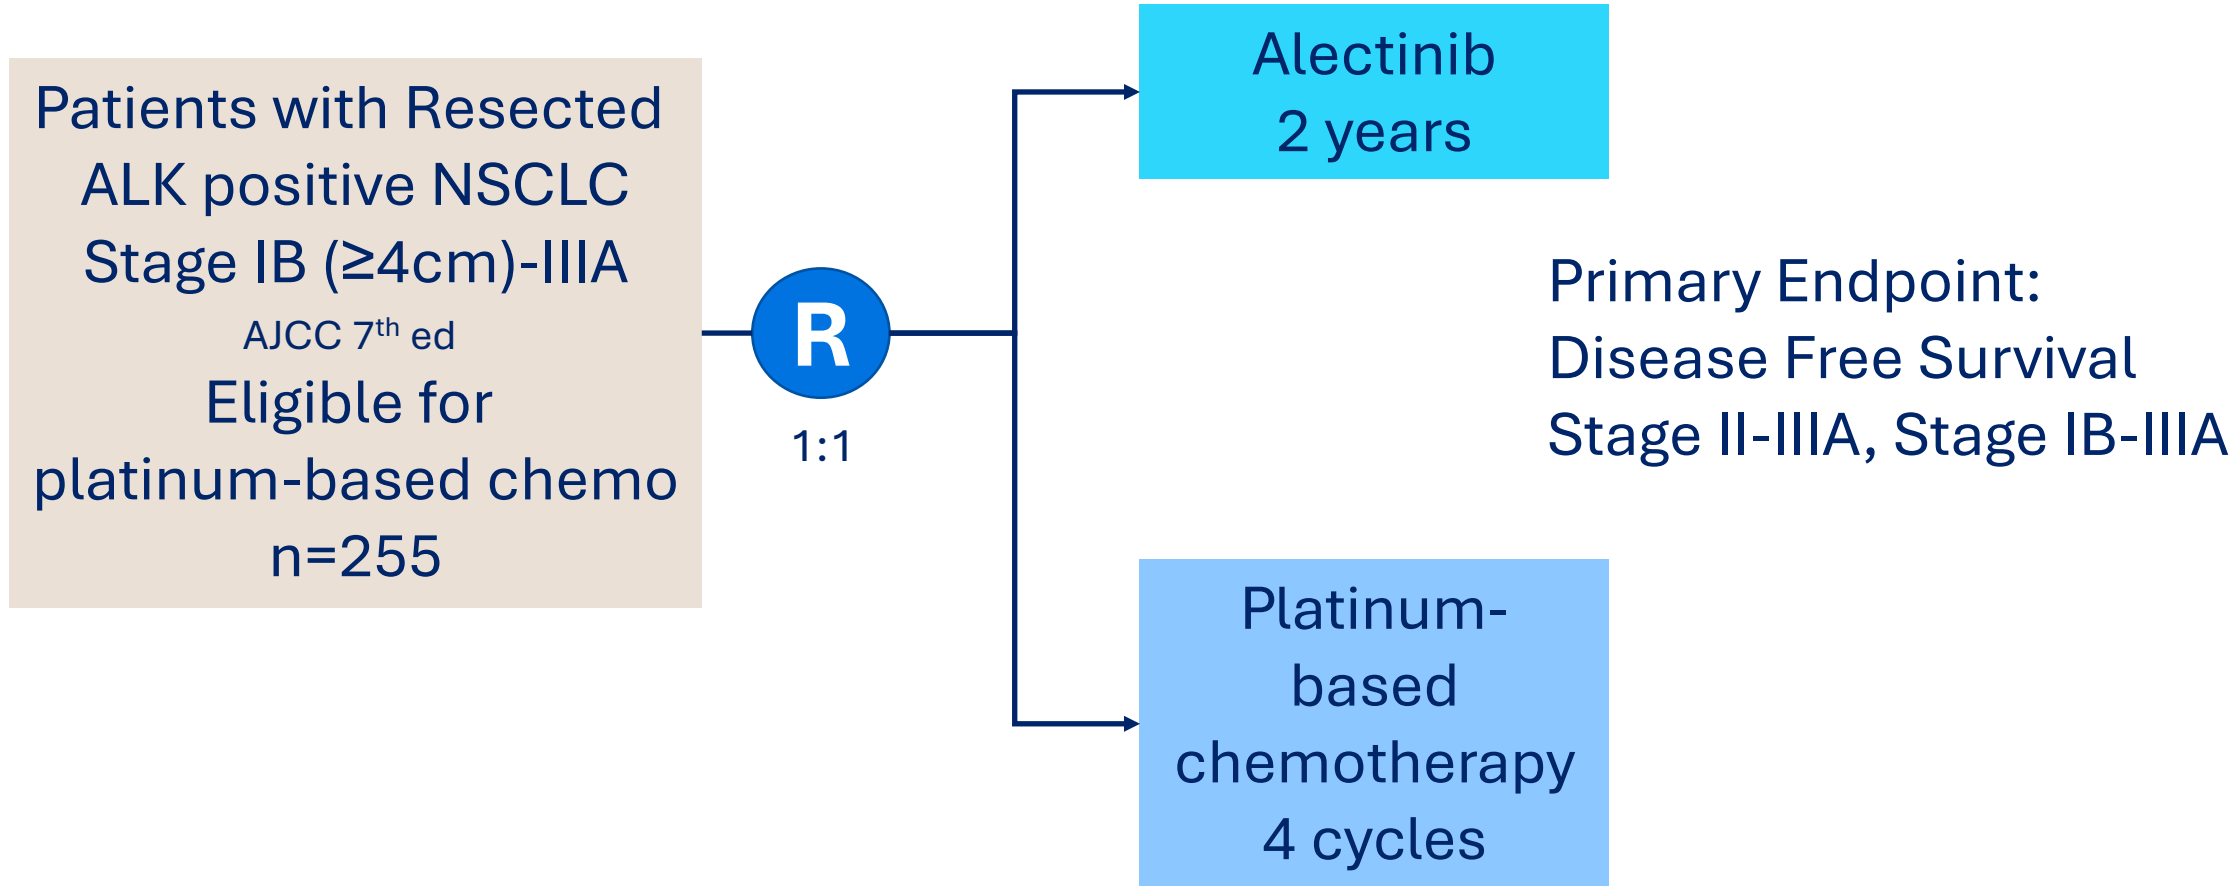 Patients with Resected
ALK positive NSCLC
Stage IB (≥4cm)-IIIA
AJCC 7th ed
Eligible for
platinum-based chemo
n=255
R
1:1
Alectinib
2 years
Primary Endpoint:
Disease Free Survival
Stage II-IIIA, Stage IB-IIIA
Platinum-
based
chemotherapy
4 cycles